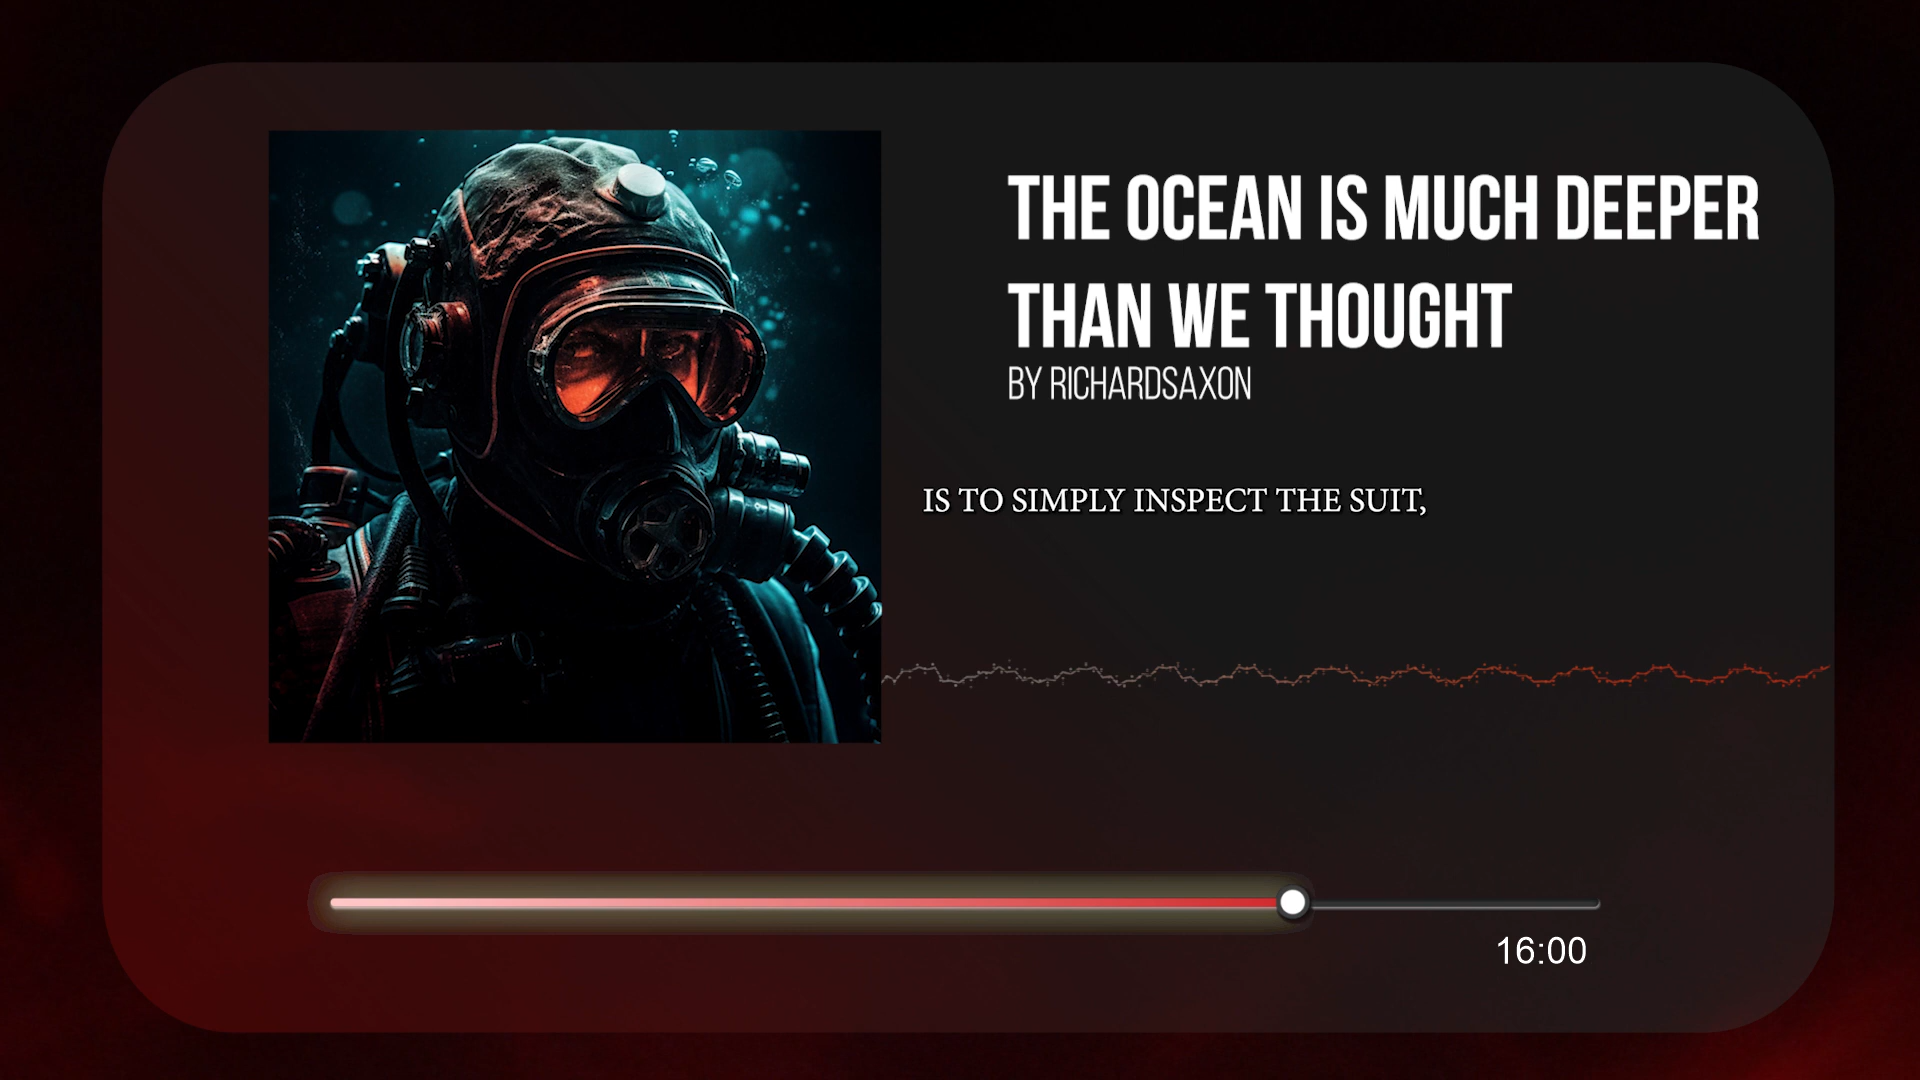 THE OCEAN IS MUCH DEEPER
THAN WE THOUGHT
BY RICHARDSAXON
IS TO SIMPLY INSPECT THE SUIT,
16:00